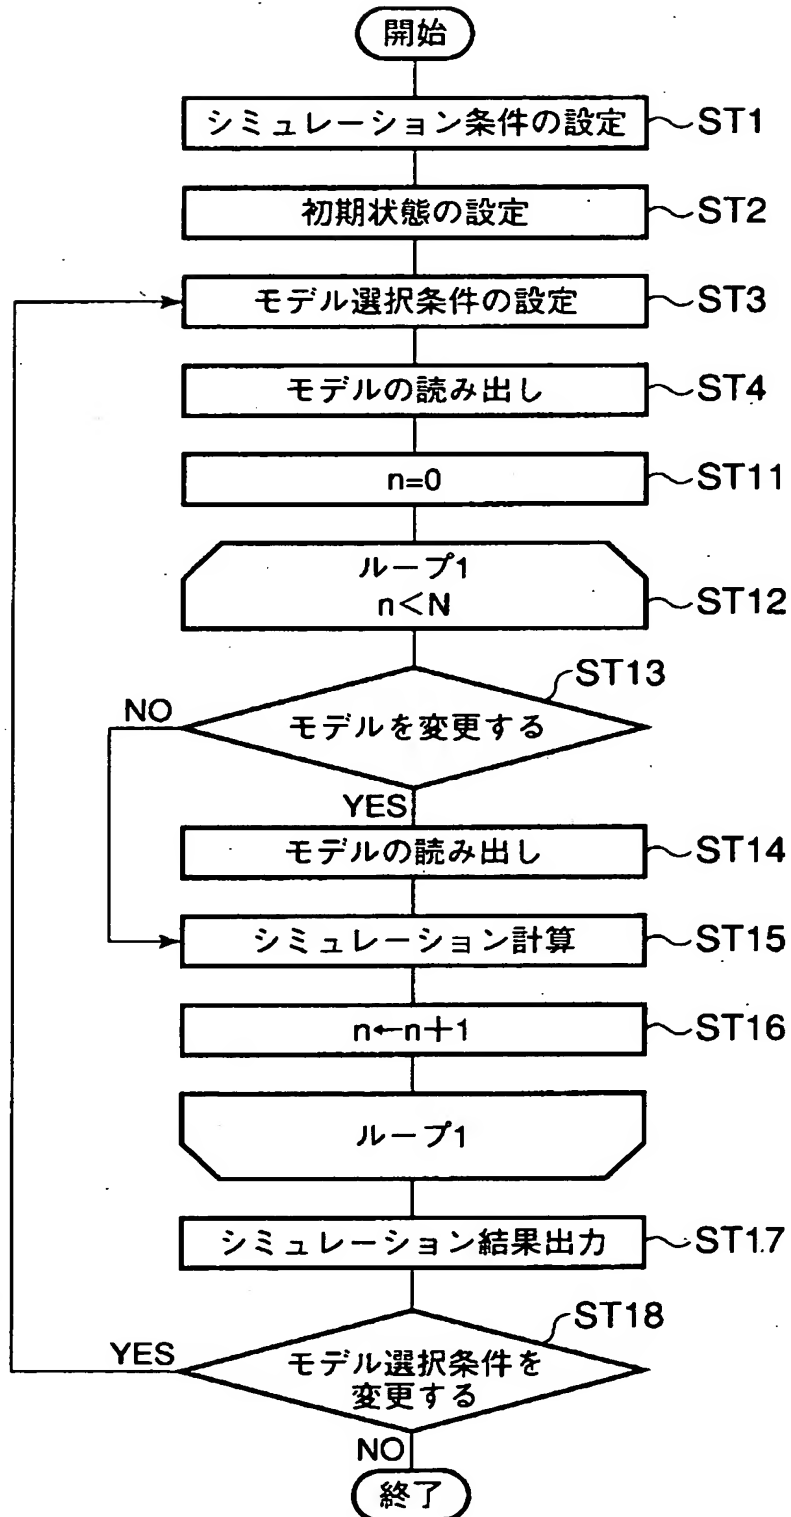 開始
シミュレーション条件の設定 ST1
初期状態の設定 ST2
モデル選択条件の設定 ST3
モデルの読み出し ST4
n=0 ST11
ループ1
n<N ST12
ST13
NO モデルを変更する
YES
モデルの読み出し ST14
シミュレーション計算 ST15
n←n+1 ST16
ループ1
シミュレーション結果出力 ST17
ST18
YES モデル選択条件を
変更する
NO
終了